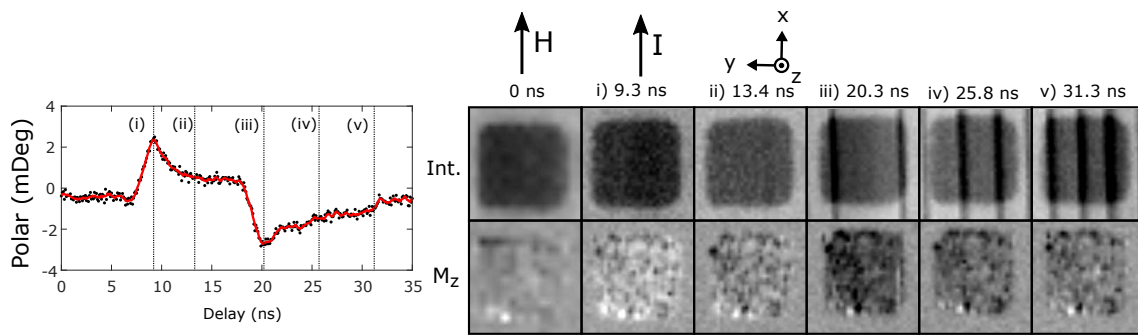 H
I
x
y
z
0 ns
i) 9.3 ns
ii) 13.4 ns
iii) 20.3 ns
iv) 25.8 ns
v) 31.3 ns
Polar (mDeg)
4
2
0
-2
-4
(i)
(ii)
(iii)
(iv)
(v)
0
5
10
15
20
25
30
35
Delay (ns)
Int.
Mz